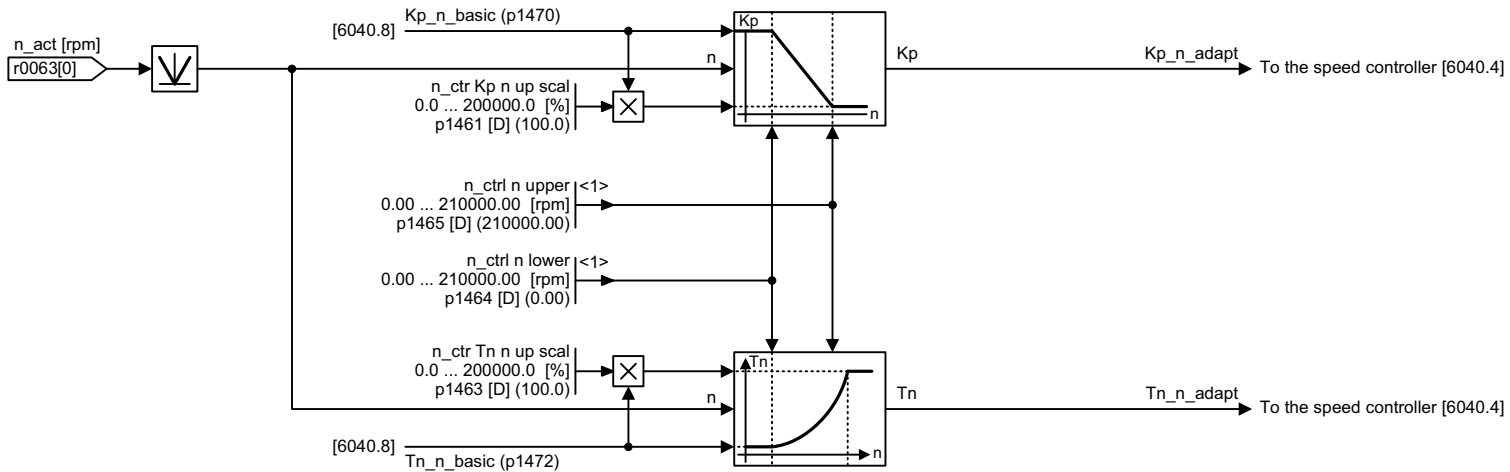 Kp_n_basic (p1470)
[6040.8]
n_act [rpm]
r0063[0]
n
n_ctr Kp n up scal
0.0 ... 200000.0 [%]
p1461 [D] (100.0)
Kp
n
Kp
Kp_n_adapt
To the speed controller [6040.4]
n_ctrl n upper
<1>
0.00 ... 210000.00 [rpm]
p1465 [D] (210000.00)
n_ctrl n lower
<1>
0.00 ... 210000.00 [rpm]
p1464 [D] (0.00)
n_ctr Tn n up scal
0.0 ... 200000.0 [%]
p1463 [D] (100.0)
n
[6040.8]
Tn_n_basic (p1472)
Tn
n
Tn
Tn_n_adapt
To the speed controller [6040.4]